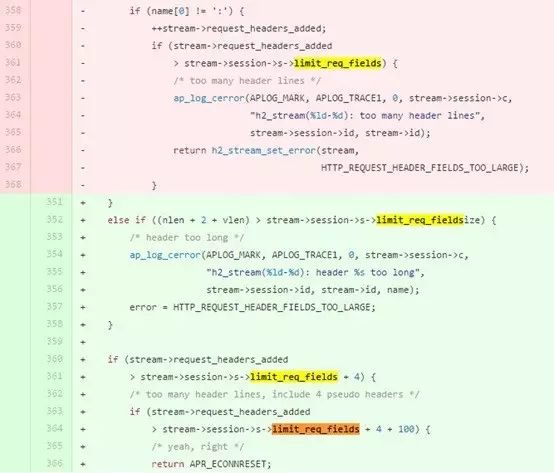 358 - if (name[0] != ':') {
359 - ++stream->request_headers_added;
360 - if (stream->request_headers_added
361 - > stream->session->s->limit_req_fields) {
362 - /* too many header lines */
363 - ap_log_cerror(APLOG_MARK, APLOG_TRACE1, 0, stream->session->c,
364 - "h2_stream(%ld-%d): too many header lines",
365 - stream->session->id, stream->id);
366 - return h2_stream_set_error(stream,
367 - HTTP_REQUEST_HEADER_FIELDS_TOO_LARGE);
368 - }
351 + }
352 + else if ((nlen + 2 + vlen) > stream->session->s->limit_req_fieldsize) {
353 + /* header too long */
354 + ap_log_cerror(APLOG_MARK, APLOG_TRACE1, 0, stream->session->c,
355 + "h2_stream(%ld-%d): header %s too long",
356 + stream->session->id, stream->id, name);
357 + error = HTTP_REQUEST_HEADER_FIELDS_TOO_LARGE;
358 + }
359 +
360 + if (stream->request_headers_added
361 + > stream->session->s->limit_req_fields + 4) {
362 + /* too many header lines, include 4 pseudo headers */
363 + if (stream->request_headers_added
364 + > stream->session->s->limit_req_fields + 4 + 100) {
365 + /* yeah, right */
366 + return APR_ECONNRESET;